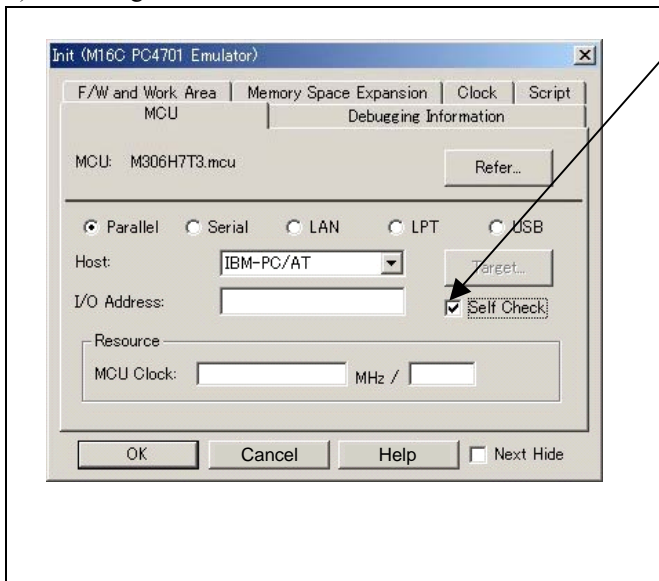 Init (M16C PC4701 Emulator)
F/W and Work Area Memory Space Expansion Clock Script
MCU Debugging Information
MCU: M306H7T3.mcu Refer...
Parallel Serial LAN LPT USB
Host: IBM-PC/AT Target...
I/O Address: Self Check
Resource
MCU Clock: MHz /
OK Cancel Help Next Hide